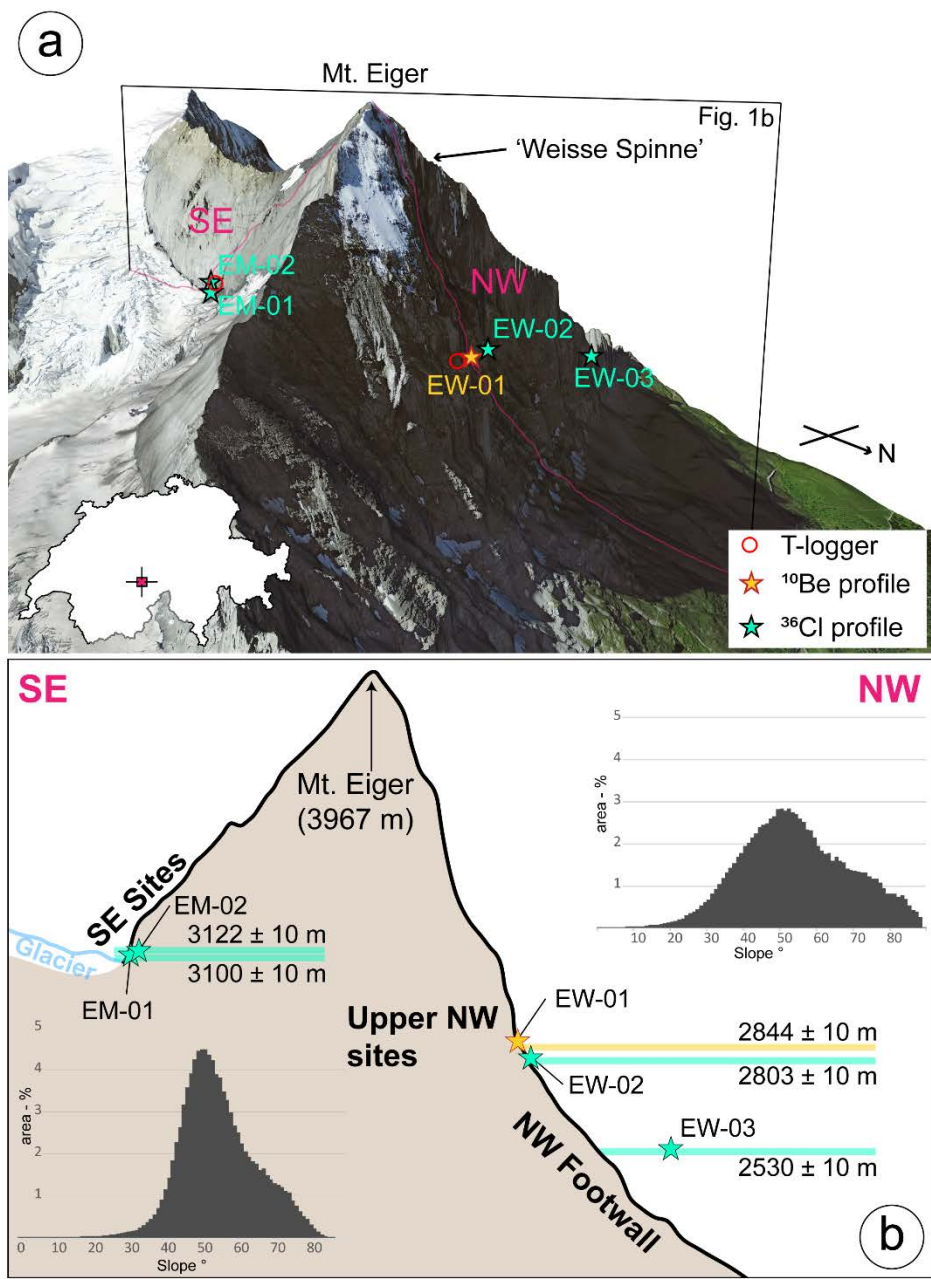 a
Mt. Eiger
Fig. 1b
'Weisse Spinne'
SE
NW
EM-02
EM-01
EW-02
EW-01
EW-03
N
T-logger
¹⁰Be profile
³⁶Cl profile
SE
NW
Mt. Eiger
(3967 m)
5
4
3
2
1
area - %
10 20 30 40 50 60 70 80
Slope °
SE Sites
EM-02
3122 ± 10 m
3100 ± 10 m
Glacier
EM-01
Upper NW
sites
EW-01
2844 ± 10 m
2803 ± 10 m
EW-02
EW-03
2530 ± 10 m
NW Footwall
5
4
3
2
1
area - %
0 10 20 30 40 50 60 70 80
Slope °
b